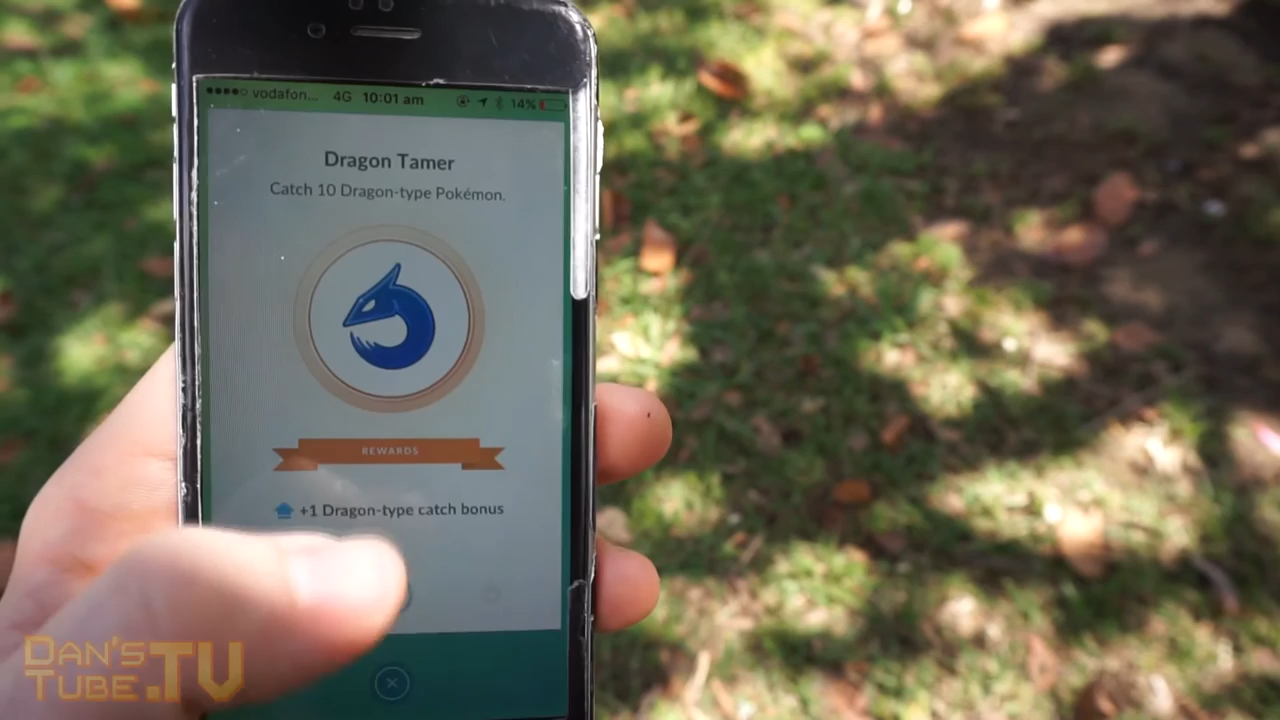 vodafon... 4G 10:01 am 14%
Dragon Tamer
Catch 10 Dragon-type Pokémon.
REWARDS
+1 Dragon-type catch bonus
DAN'S
TUBE.TV